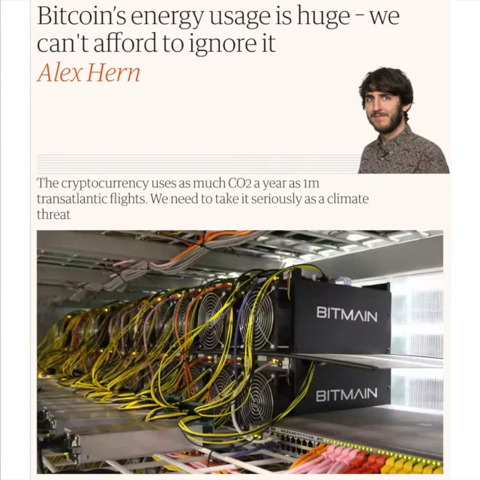 Bitcoin's energy usage is huge – we
can't afford to ignore it
Alex Hern
The cryptocurrency uses as much CO2 a year as 1m
transatlantic flights. We need to take it seriously as a climate
threat
BITMAIN
BITMAIN